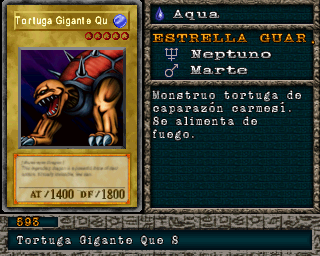 Tortuga Gigante Qu
AT/1400 DF/1800
Aqua
ESTRELLA GUAR.
Neptuno
Marte
Monstruo tortuga de
caparazón carmesí.
Se alimenta de
fuego.
593
Tortuga Gigante Que S